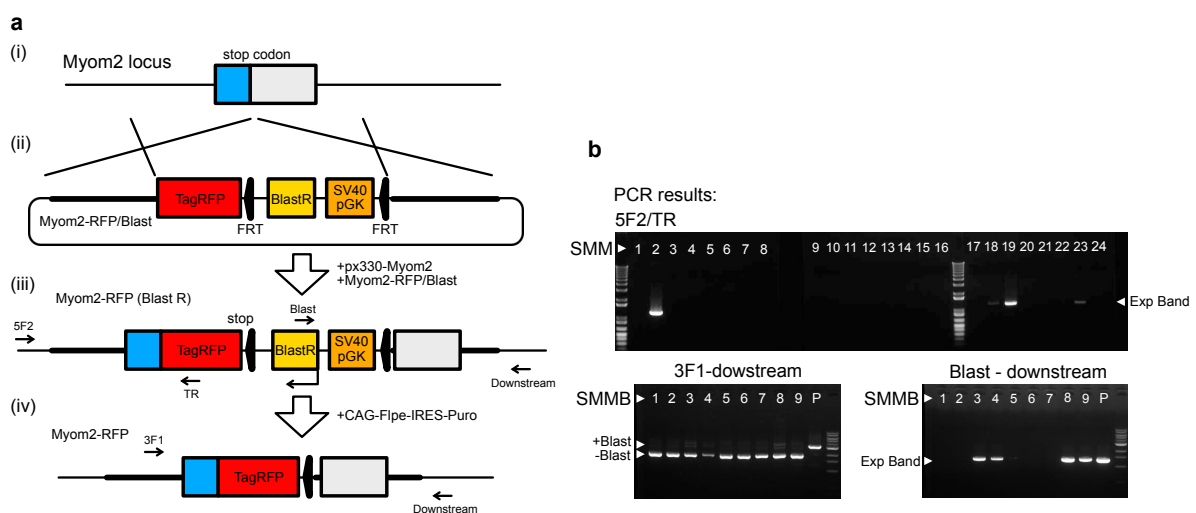 a
(i)
Myom2 locus
stop codon
(ii)
TagRFP
BlastR
SV40
pGK
Myom2-RFP/Blast
FRT
FRT
+px330-Myom2
+Myom2-RFP/Blast
(iii)
Myom2-RFP (Blast R)
Blast
5F2
stop
TagRFP
BlastR
SV40
pGK
TR
Downstream
+CAG-Flpe-IRES-Puro
(iv)
Myom2-RFP
3F1
TagRFP
Downstream
b
PCR results:
5F2/TR
SMM 1 2 3 4 5 6 7 8 9 10 11 12 13 14 15 16 17 18 19 20 21 22 23 24
Exp Band
3F1-dowstream
SMMB 1 2 3 4 5 6 7 8 9 P
+Blast
-Blast
Blast - downstream
SMMB 1 2 3 4 5 6 7 8 9 P
Exp Band